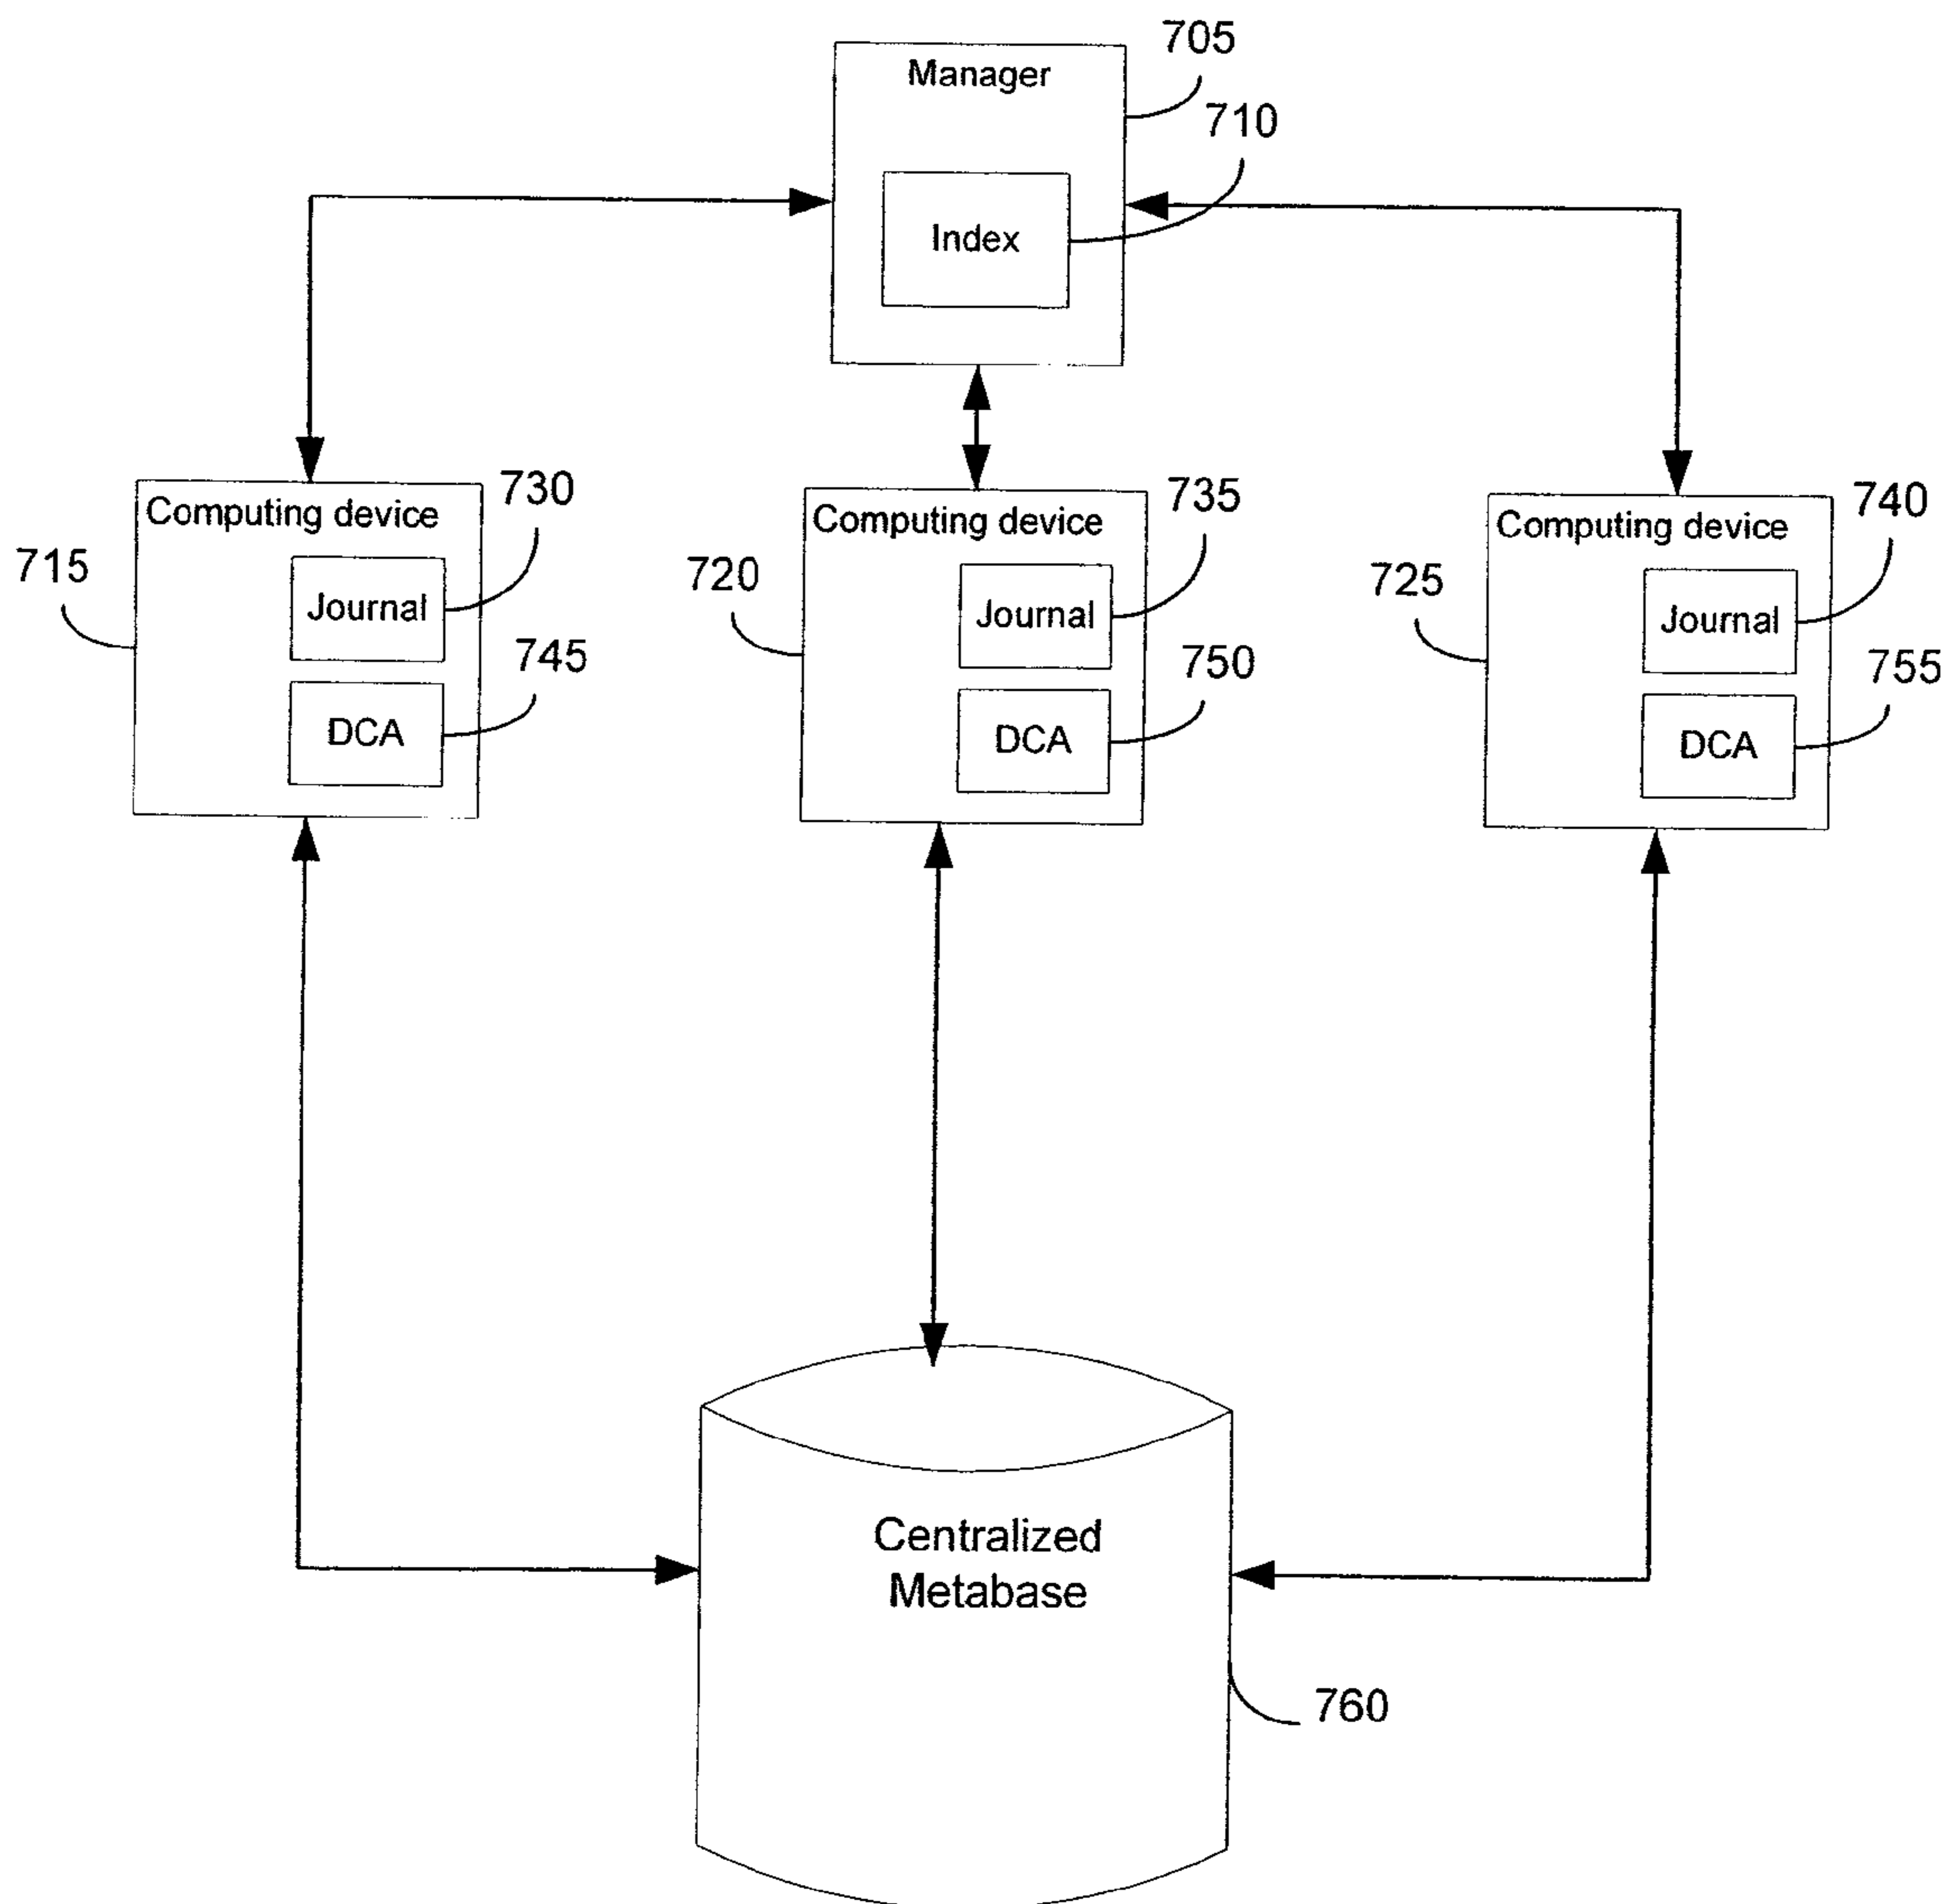 705
Manager
710
Index
Computing device
730
715
Journal
745
DCA
Computing device
735
720
Journal
750
DCA
Computing device
740
725
Journal
755
DCA
Centralized
Metabase
760